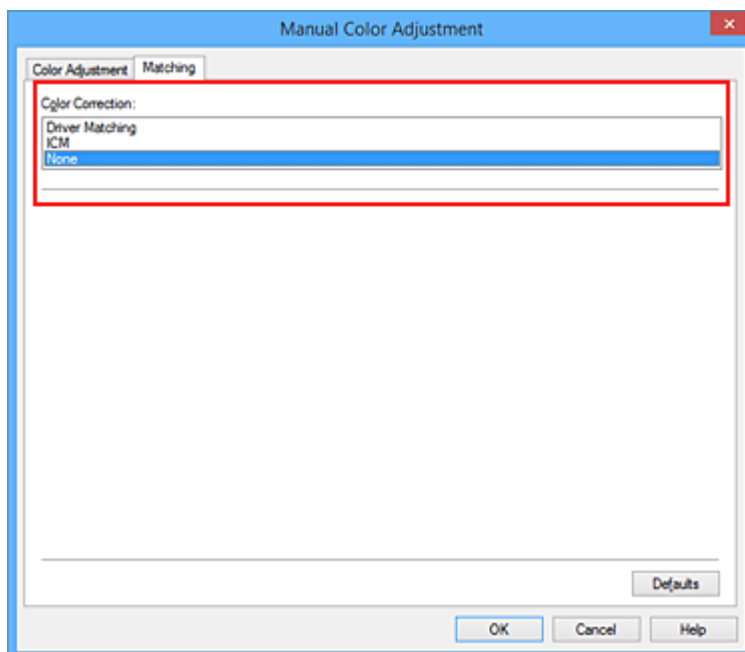 Manual Color Adjustment
Color Adjustment Matching
Color Correction:
Driver Matching
ICM
None
Defaults
OK Cancel Help